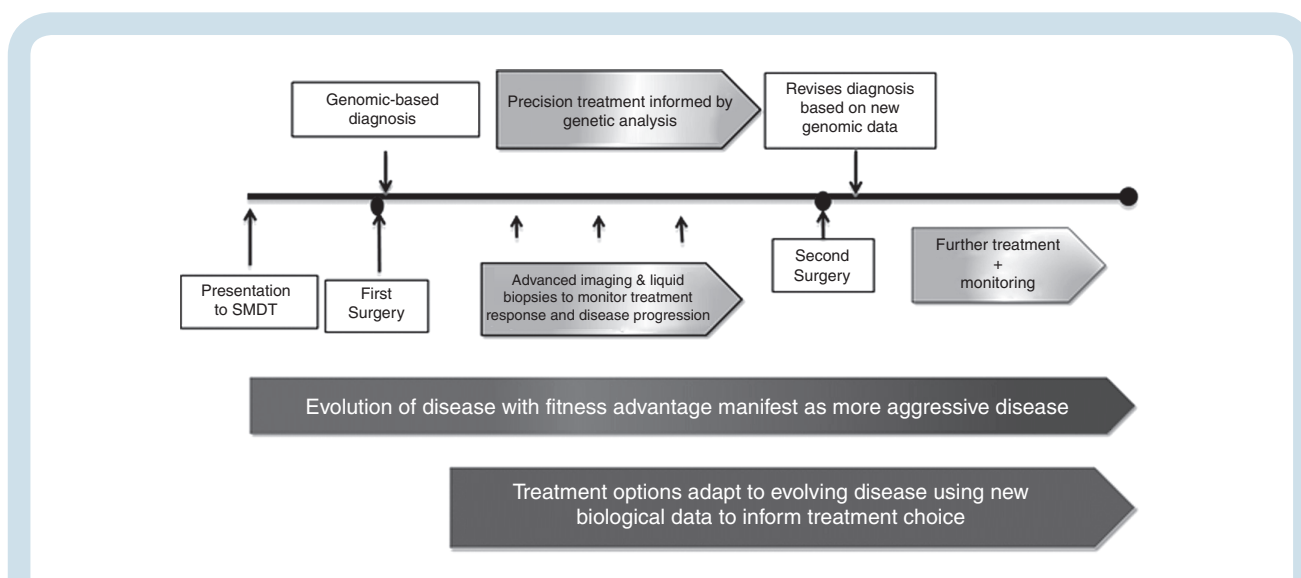 Genomic-based
diagnosis
Precision treatment informed by
genetic analysis
Revises diagnosis
based on new
genomic data
Presentation
to SMDT
First
Surgery
Advanced imaging & liquid
biopsies to monitor treatment
response and disease progression
Second
Surgery
Further treatment
+
monitoring
Evolution of disease with fitness advantage manifest as more aggressive disease
Treatment options adapt to evolving disease using new
biological data to inform treatment choice